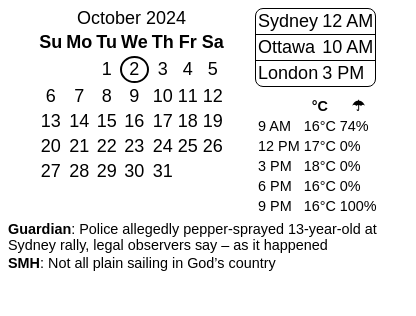 October 2024
Su Mo Tu We Th Fr Sa
1 2 3 4 5
6 7 8 9 10 11 12
13 14 15 16 17 18 19
20 21 22 23 24 25 26
27 28 29 30 31
Sydney 12 AM
Ottawa 10 AM
London 3 PM
°C ☂
9 AM 16°C 74%
12 PM 17°C 0%
3 PM 18°C 0%
6 PM 16°C 0%
9 PM 16°C 100%
Guardian: Police allegedly pepper-sprayed 13-year-old at
Sydney rally, legal observers say – as it happened
SMH: Not all plain sailing in God’s country